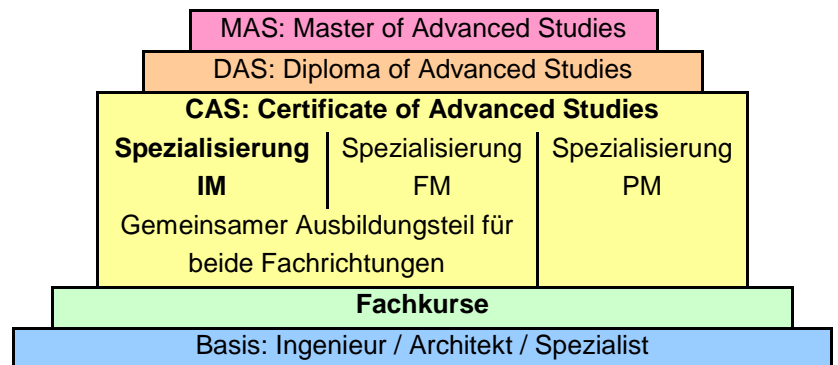 MAS: Master of Advanced Studies
DAS: Diploma of Advanced Studies
CAS: Certificate of Advanced Studies
Spezialisierung
IM
Spezialisierung
FM
Spezialisierung
PM
Gemeinsamer Ausbildungsteil für
beide Fachrichtungen
Fachkurse
Basis: Ingenieur / Architekt / Spezialist